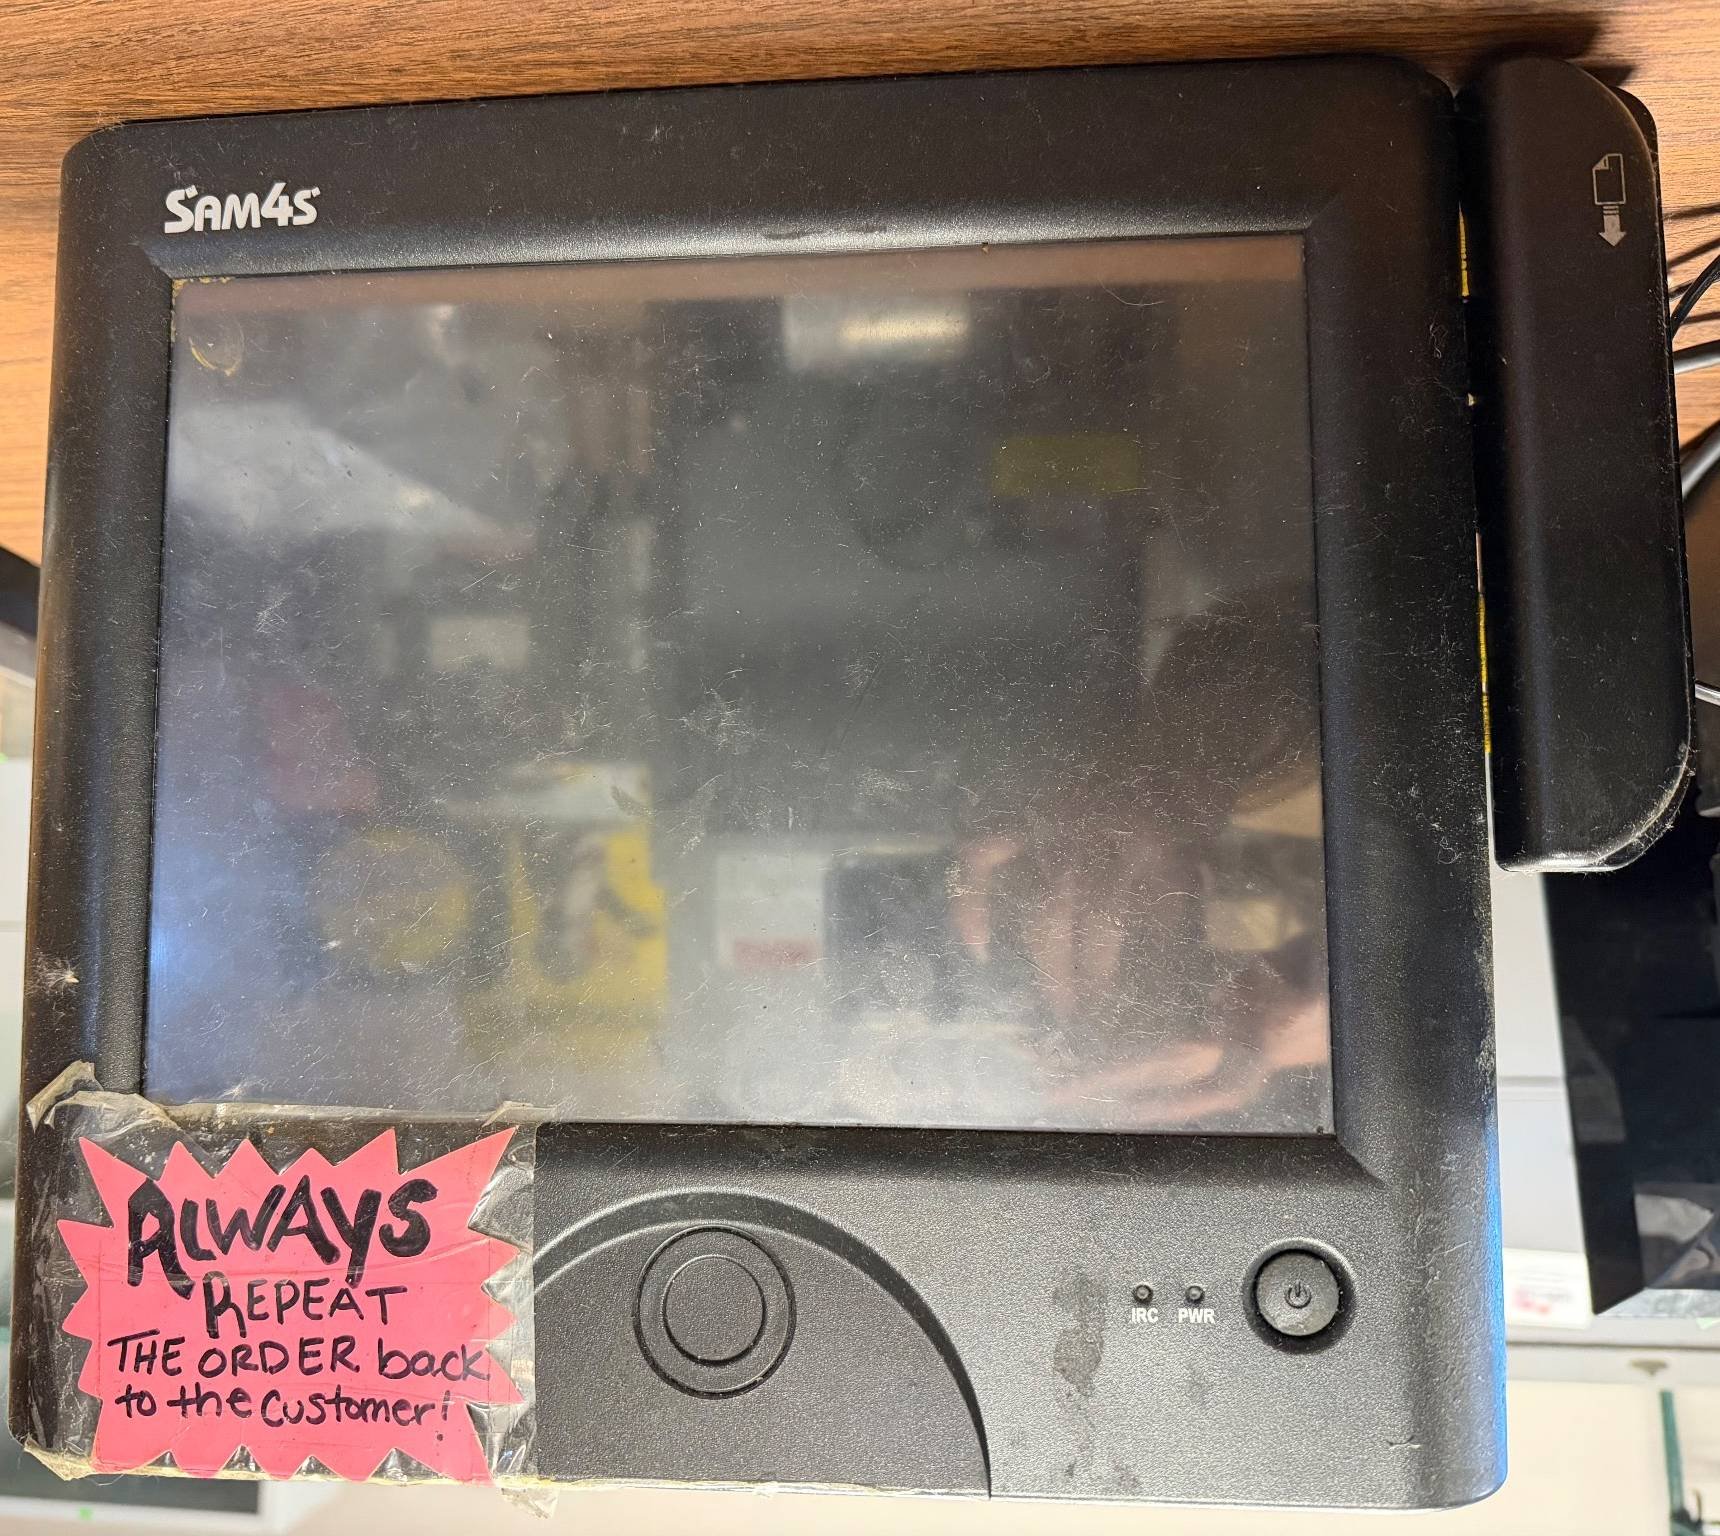 SAM4S
ALWAYS
REPEAT
THE ORDER back
to the customer!
IRC PWR